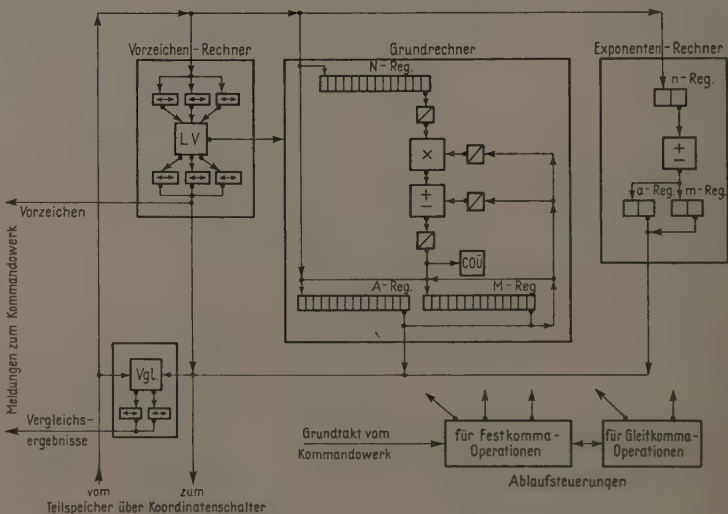 Vorzeichen-Rechner
Grundrechner
Exponenten-Rechner
N-Reg.
n-Reg.
LV
×
+
−
+
−
a-Reg.
m-Reg.
COÜ
A-Reg.
M-Reg
Vorzeichen
Meldungen zum Kommandowerk
Vgl.
Vergleichs-
ergebnisse
Grundtakt vom
Kommandowerk
für Festkomma-
Operationen
für Gleitkomma-
Operationen
Ablaufsteuerungen
vom
zum
Teilspeicher über Koordinatenschalter